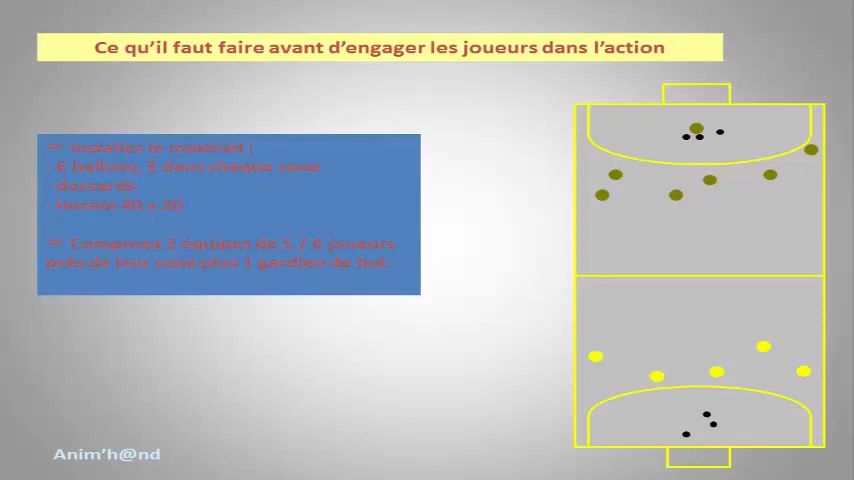 Ce qu'il faut faire avant d'engager les joueurs dans l'action
Installer le matériel :
- 6 ballons, 3 dans chaque zone
- dossards
- terrain 40 x 20
Composer 2 équipes de 5 / 6 joueurs
près de leur zone plus 1 gardien de but.
Anim'h@nd